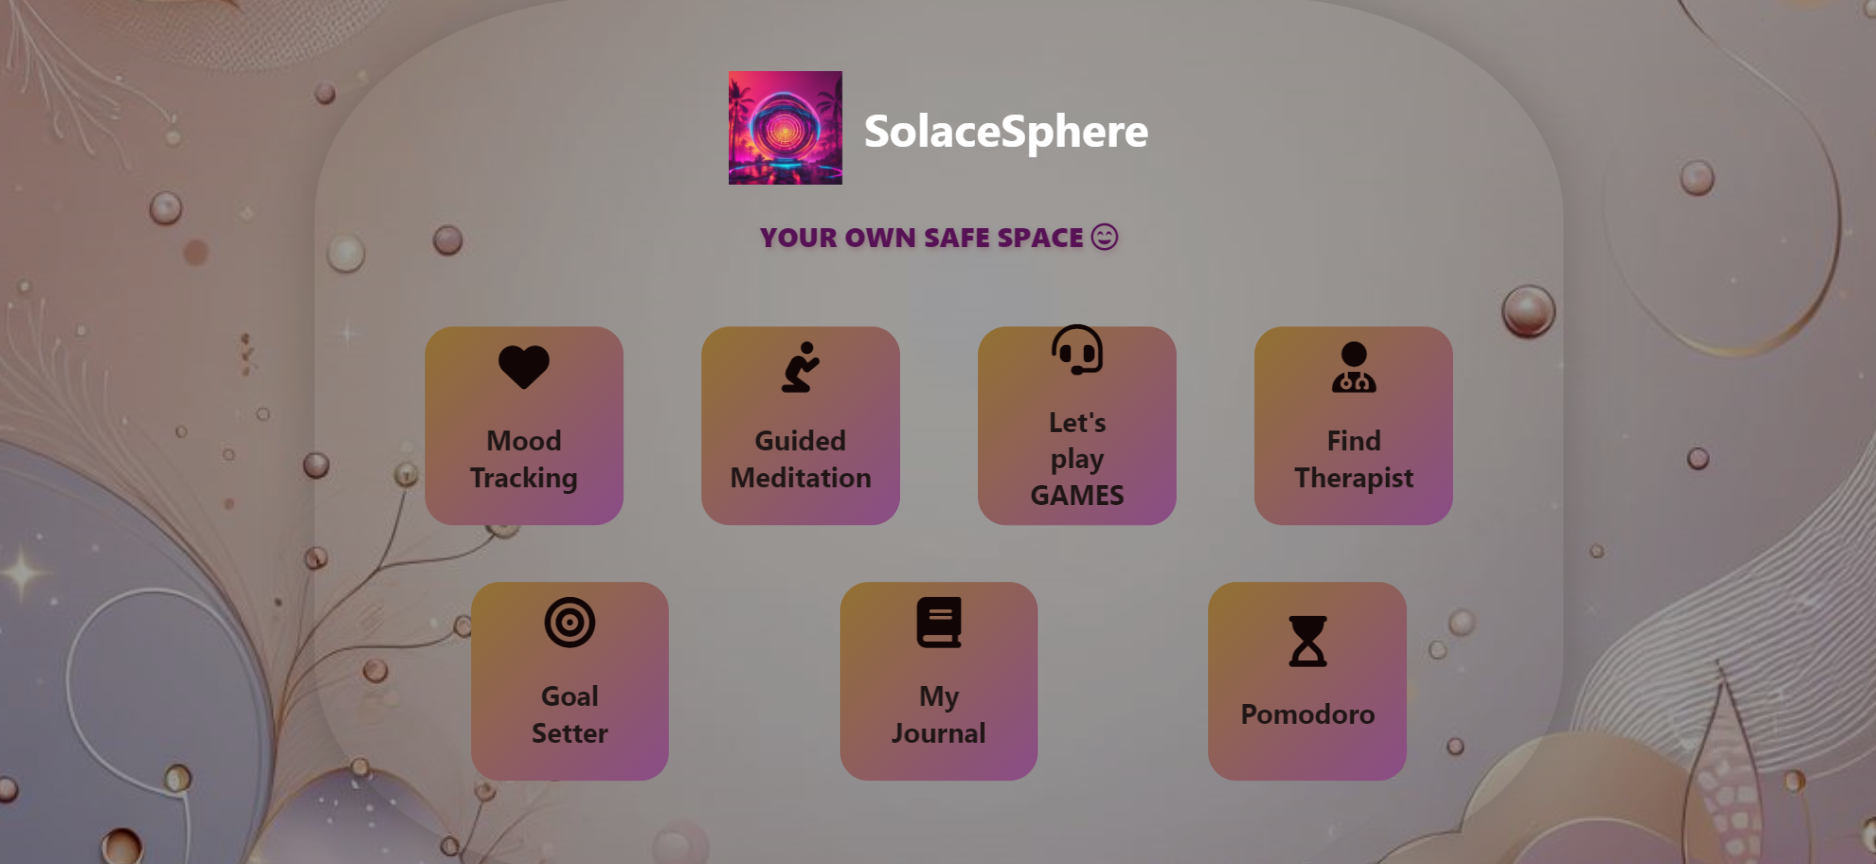 SolaceSphere
YOUR OWN SAFE SPACE
Mood
Tracking
Guided
Meditation
Let's
play
GAMES
Find
Therapist
Goal
Setter
My
Journal
Pomodoro